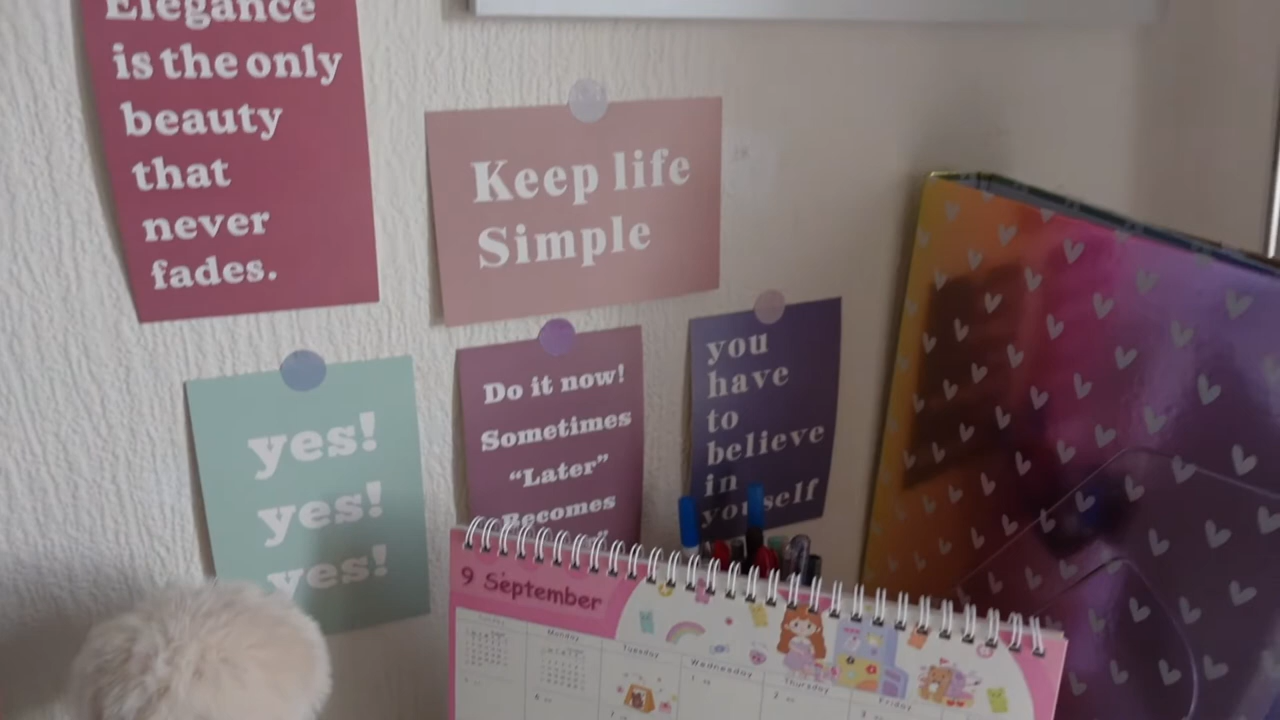 Elegance
is the only
beauty
that
never
fades.
Keep life
Simple
yes!
yes!
yes!
Do it now!
Sometimes
“Later”
Becomes
you
have
to
believe
in
yourself
9 September
Monday
Tuesday
Wednesday
Thursday
Friday